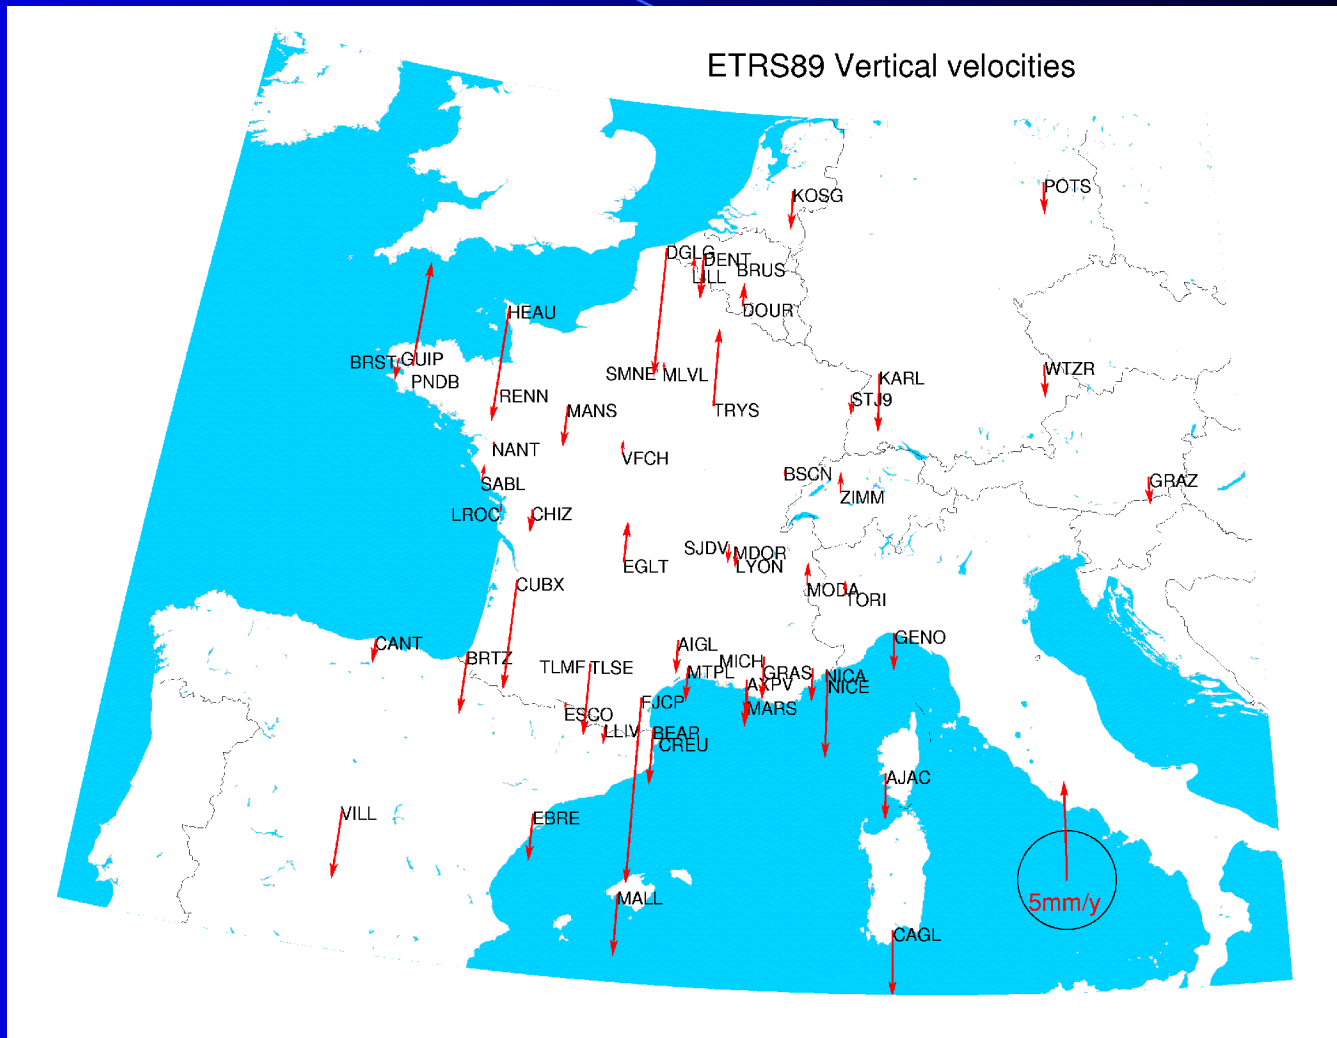 ETRS89 Vertical velocities
POTS
KOSG
DGLG
DENT
BRUS
LILL
DOUR
HEAU
BRST
GUIP
PNDB
SMNE
MLVL
WTZR
KARL
RENN
STJ9
MANS
TRYS
NANT
VFCH
BSCN
SABL
GRAZ
ZIMM
LROC
CHIZ
SJDV
MDOR
EGLT
LYON
CUBX
MODA
TORI
GENO
CANT
AIGL
BRTZ
MICH
TLMF
TLSE
MTPL
GRAS
NICA
AXPV
NICE
FJCP
MARS
ESCO
LLIV
BEAR
CREU
AJAC
VILL
EBRE
MALL
5mm/y
CAGL